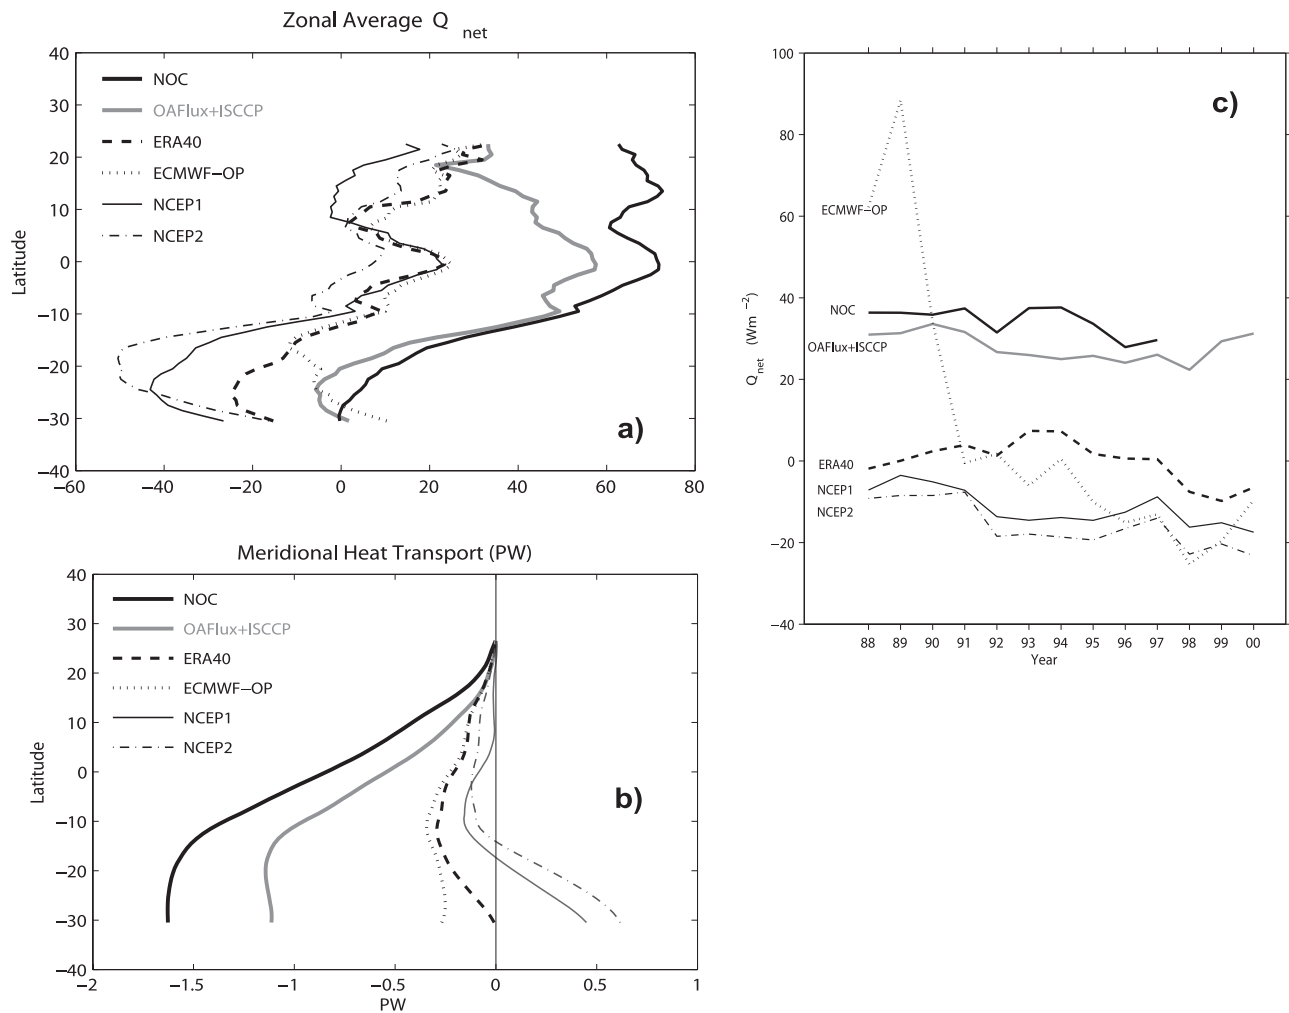 Zonal Average Q net
40
30
20
10
0
−10
−20
−30
−40
Latitude
NOC
OAFlux+ISCCP
ERA40
ECMWF−OP
NCEP1
NCEP2
a)
−60
−40
−20
0
20
40
60
80
Meridional Heat Transport (PW)
40
30
20
10
0
−10
−20
−30
−40
Latitude
NOC
OAFlux+ISCCP
ERA40
ECMWF−OP
NCEP1
NCEP2
b)
−2
−1.5
−1
−0.5
0
0.5
1
PW
100
80
60
40
20
0
−20
−40
Q net (Wm −2)
c)
ECMWF−OP
NOC
OAFlux+ISCCP
ERA40
NCEP1
NCEP2
88 89 90 91 92 93 94 95 96 97 98 99 00
Year